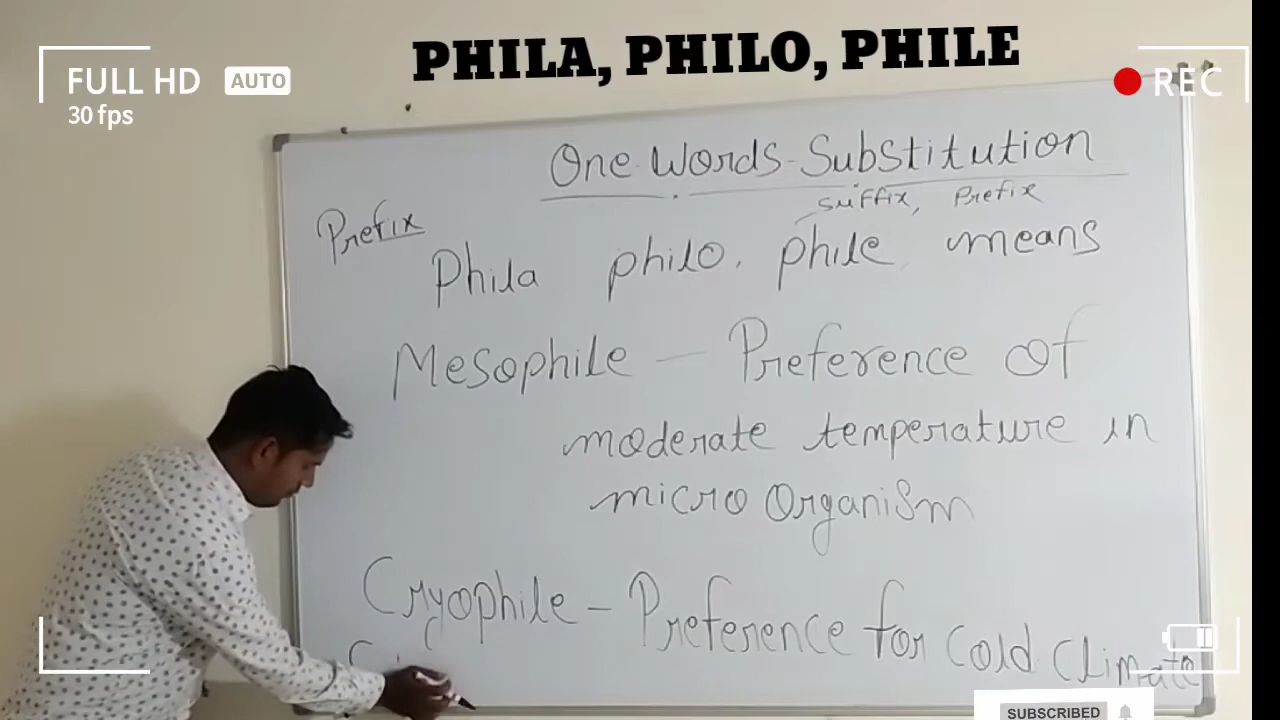 PHILA, PHILO, PHILE
FULL HD AUTO
30 fps
REC
One-Words-Substitution
suffix, Prefix
Prefix
Phila philo, phile means
Mesophile — Preference of
moderate temperature in
micro Organism
Cryophile – Preference for Cold Climate
SUBSCRIBED